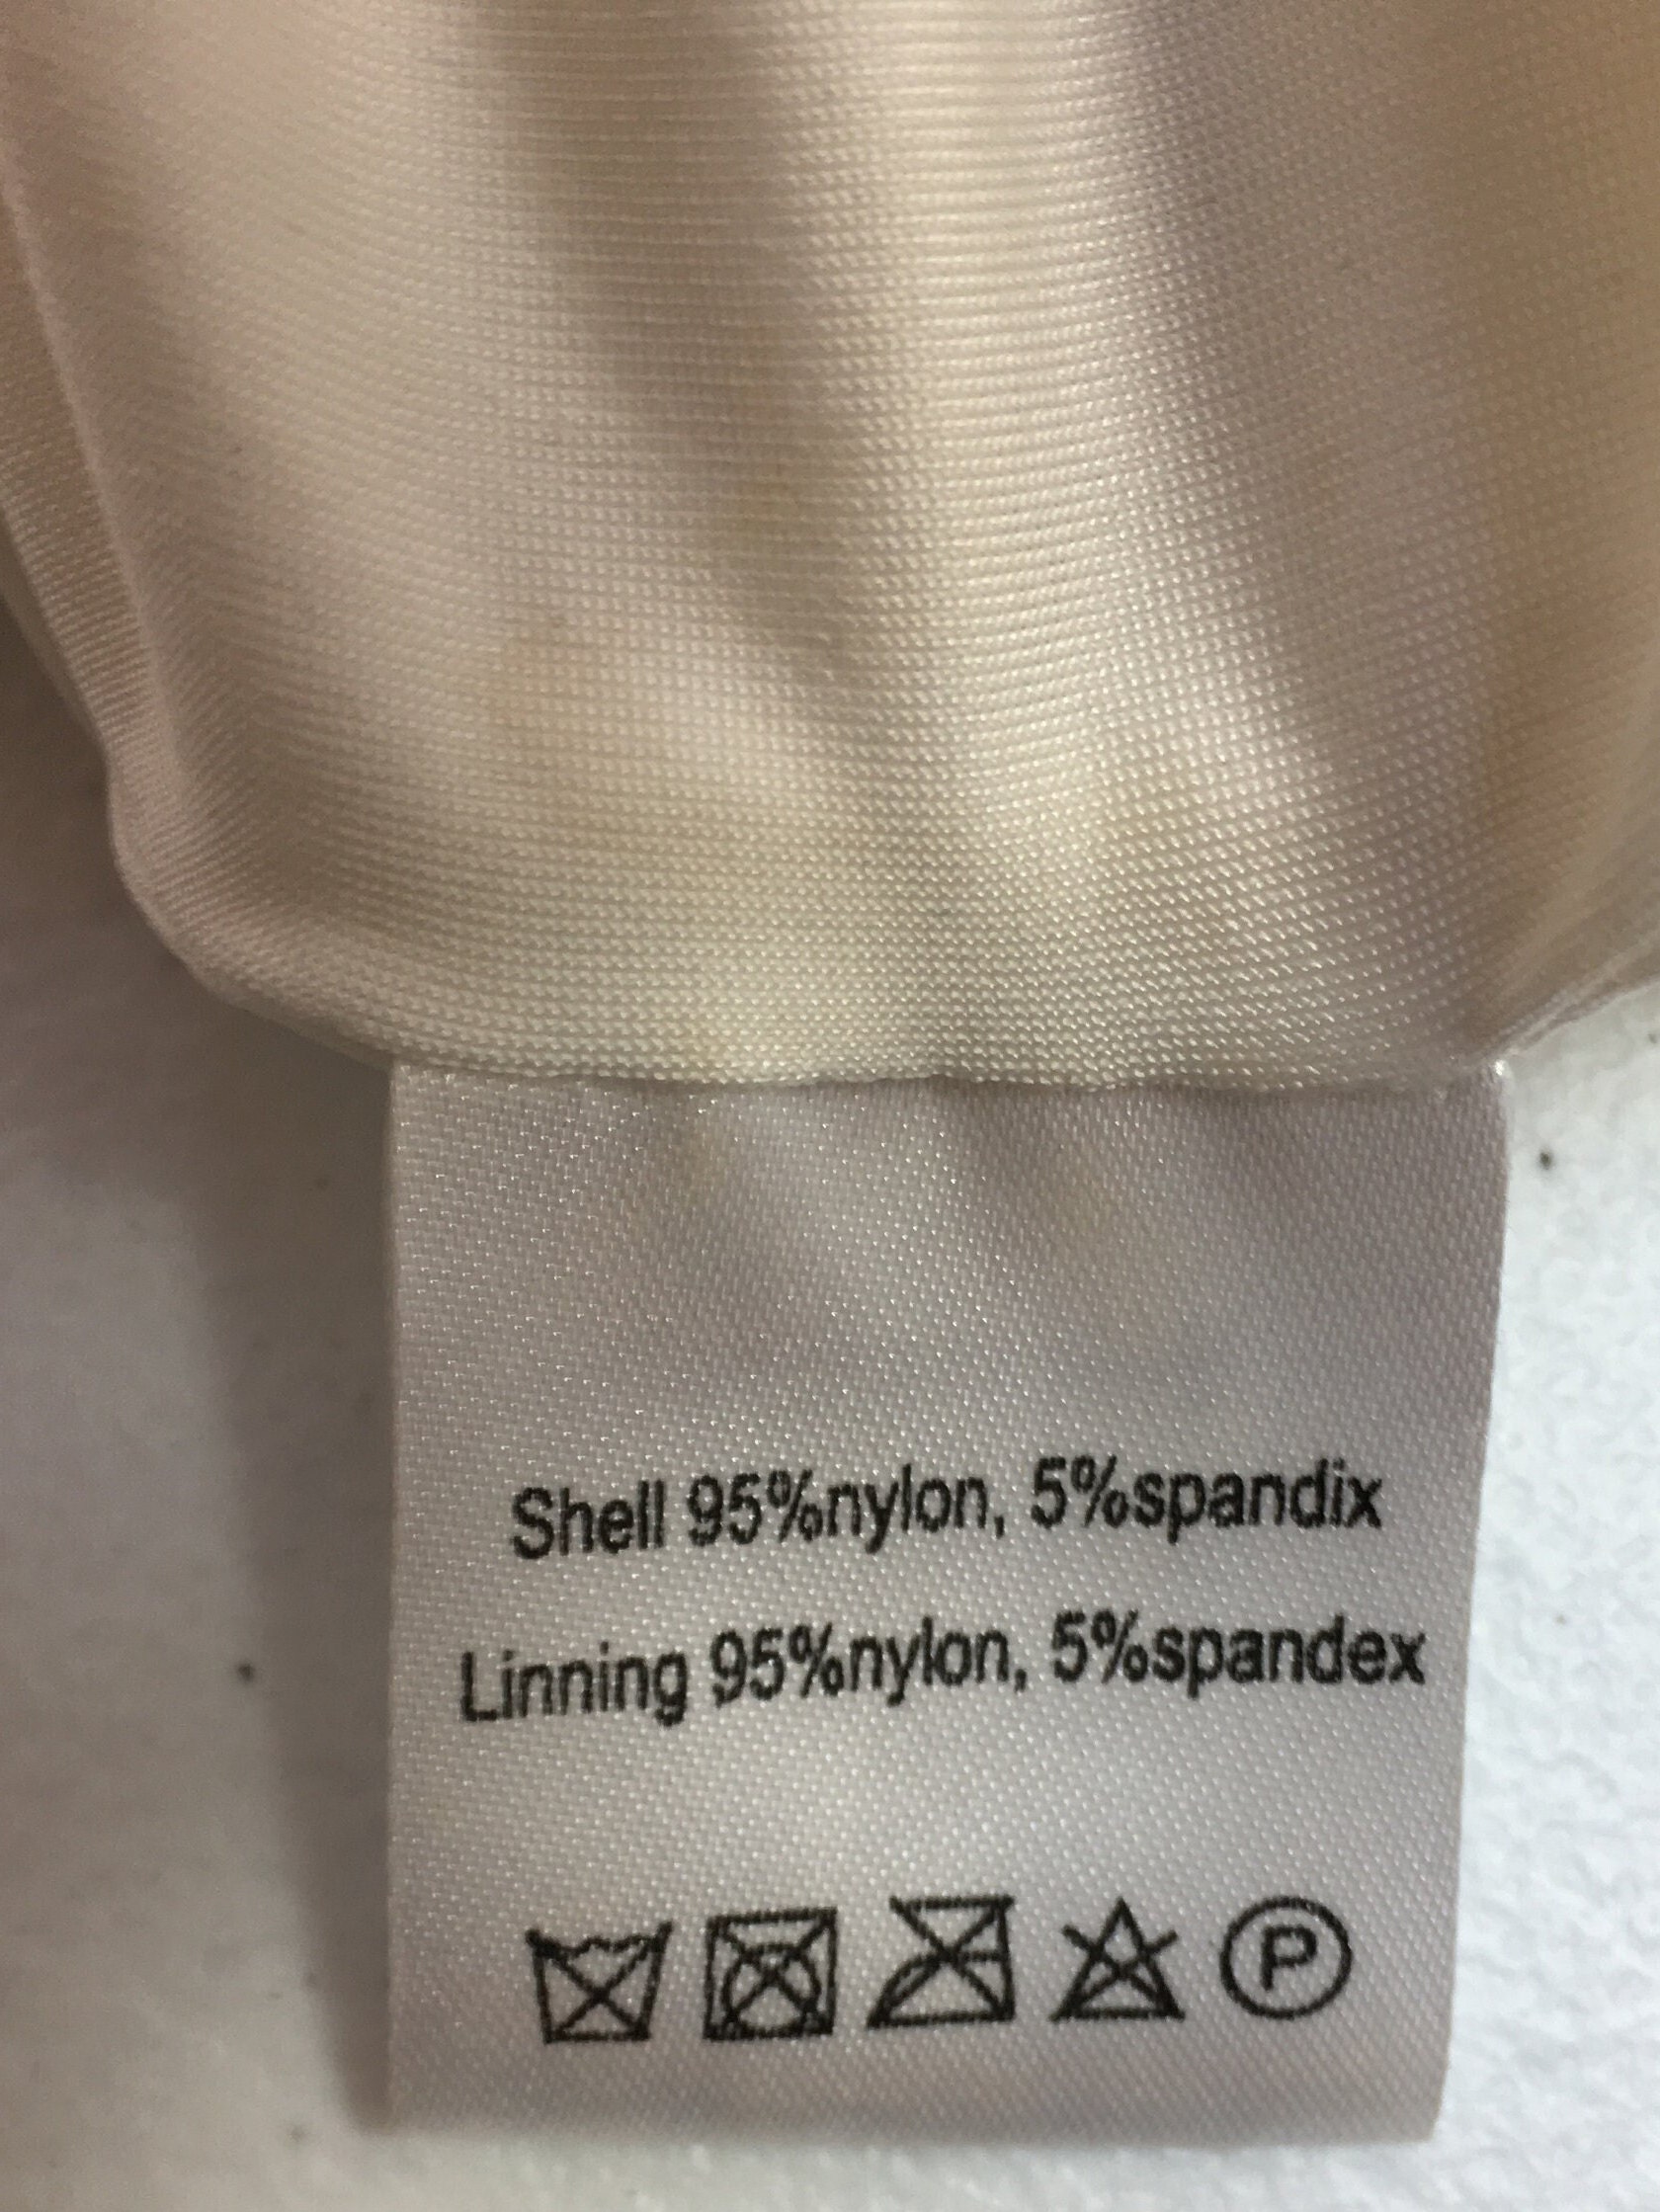 Shell 95%nylon, 5%spandix
Linning 95%nylon, 5%spandex
P